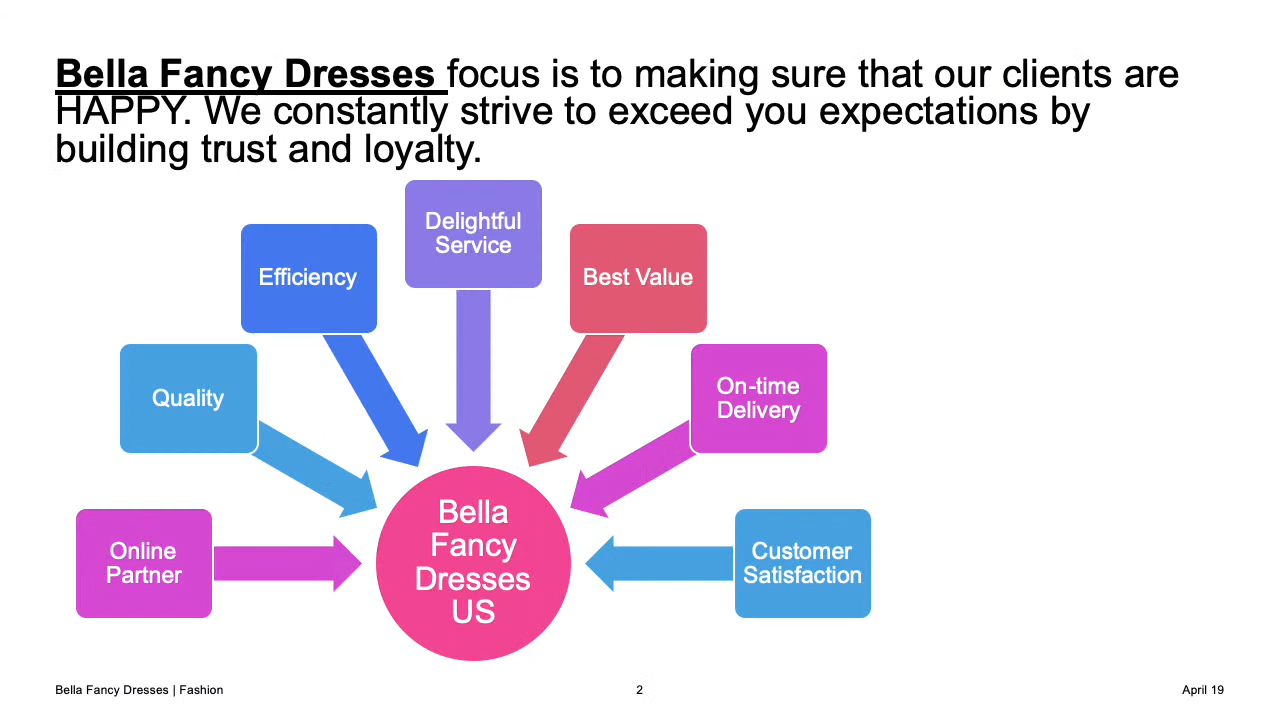 Bella Fancy Dresses focus is to making sure that our clients are
HAPPY. We constantly strive to exceed you expectations by
building trust and loyalty.
Delightful
Service
Efficiency
Best Value
Quality
On-time
Delivery
Online
Partner
Bella
Fancy
Dresses
US
Customer
Satisfaction
Bella Fancy Dresses | Fashion
2
April 19